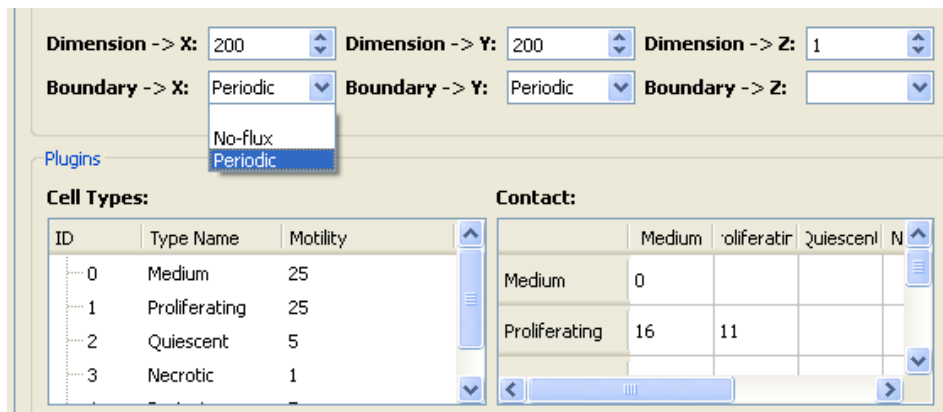 Dimension -> X: 200 Dimension -> Y: 200 Dimension -> Z: 1
Boundary -> X: Periodic Boundary -> Y: Periodic Boundary -> Z:
No-flux
Periodic
Plugins
Cell Types: Contact:
ID Type Name Motility
0 Medium 25
1 Proliferating 25
2 Quiescent 5
3 Necrotic 1
Medium roliferatin Quiescent N
Medium 0
Proliferating 16 11